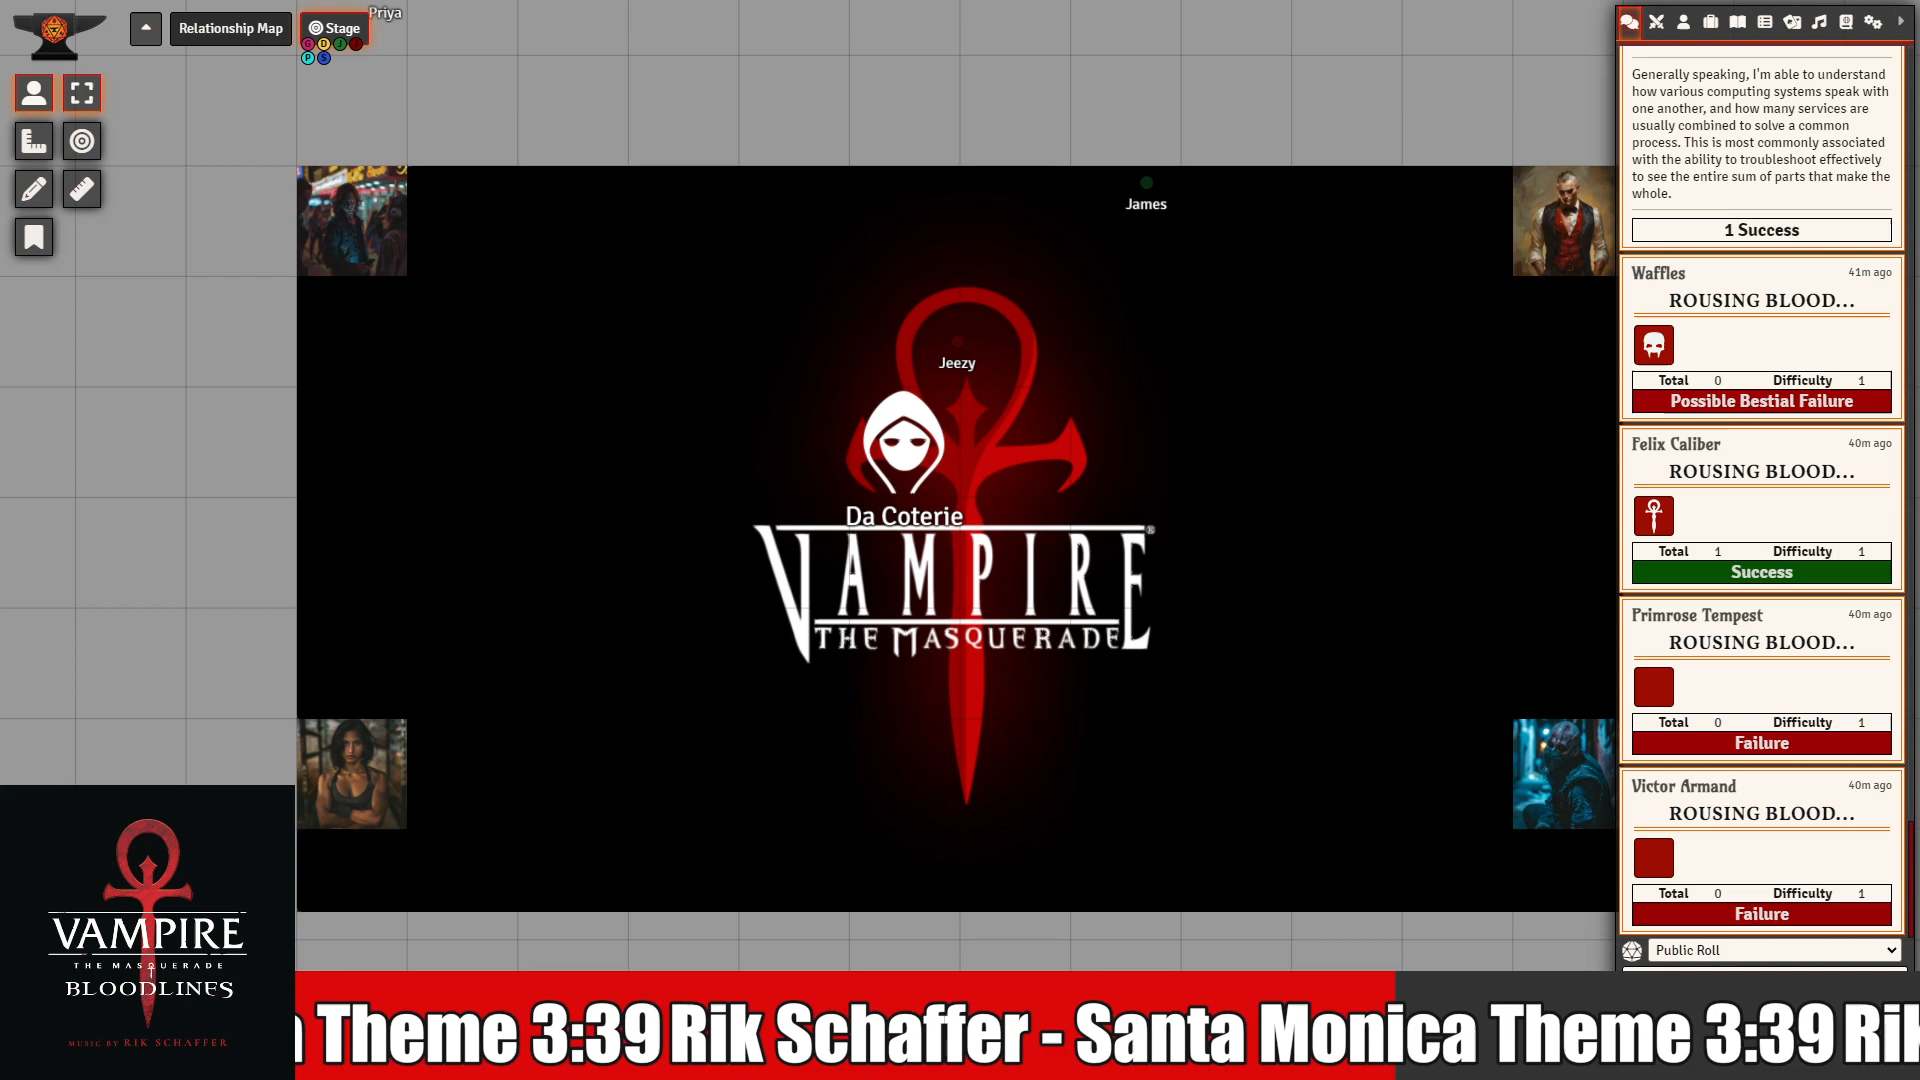 Relationship Map
Stage
Priya
G D J J
P S
James
Jeezy
Da Coterie
VAMPIRE
THE MASQUERADE
Generally speaking, I'm able to understand
how various computing systems speak with
one another, and how many services are
usually combined to solve a common
process. This is most commonly associated
with the ability to troubleshoot effectively
to see the entire sum of parts that make the
whole.
1 Success
Waffles 41m ago
ROUSING BLOOD...
Total 0 Difficulty 1
Possible Bestial Failure
Felix Caliber 40m ago
ROUSING BLOOD...
Total 1 Difficulty 1
Success
Primrose Tempest 40m ago
ROUSING BLOOD...
Total 0 Difficulty 1
Failure
Victor Armand 40m ago
ROUSING BLOOD...
Total 0 Difficulty 1
Failure
Public Roll
VAMPIRE
THE MASQUERADE
BLOODLINES
MUSIC BY RIK SCHAFFER
Theme 3:39 Rik Schaffer - Santa Monica Theme 3:39 Rik